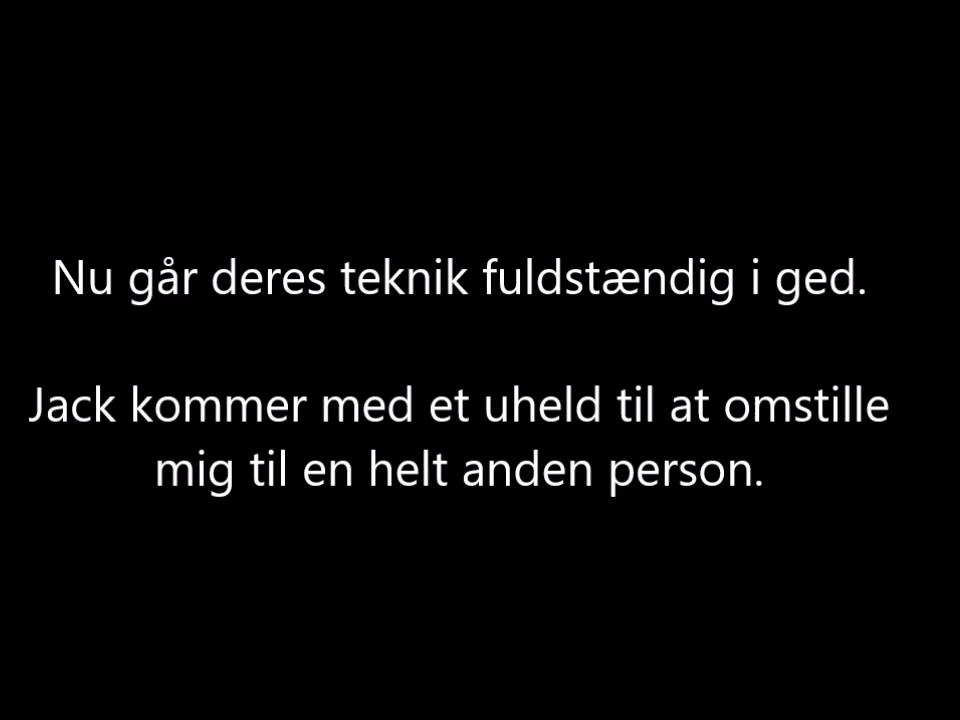 Nu går deres teknik fuldstændig i ged.
Jack kommer med et uheld til at omstille
mig til en helt anden person.